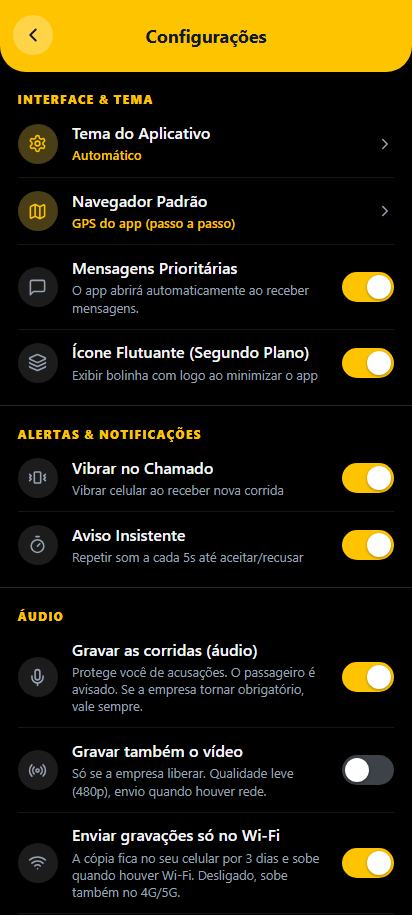 Configurações
INTERFACE & TEMA
Tema do Aplicativo
Automático
Navegador Padrão
GPS do app (passo a passo)
Mensagens Prioritárias
O app abrirá automaticamente ao receber
mensagens.
Ícone Flutuante (Segundo Plano)
Exibir bolinha com logo ao minimizar o app
ALERTAS & NOTIFICAÇÕES
Vibrar no Chamado
Vibrar celular ao receber nova corrida
Aviso Insistente
Repetir som a cada 5s até aceitar/recusar
ÁUDIO
Gravar as corridas (áudio)
Protege você de acusações. O passageiro é
avisado. Se a empresa tornar obrigatório,
vale sempre.
Gravar também o vídeo
Só se a empresa liberar. Qualidade leve
(480p), envio quando houver rede.
Enviar gravações só no Wi-Fi
A cópia fica no seu celular por 3 dias e sobe
quando houver Wi-Fi. Desligado, sobe
também no 4G/5G.